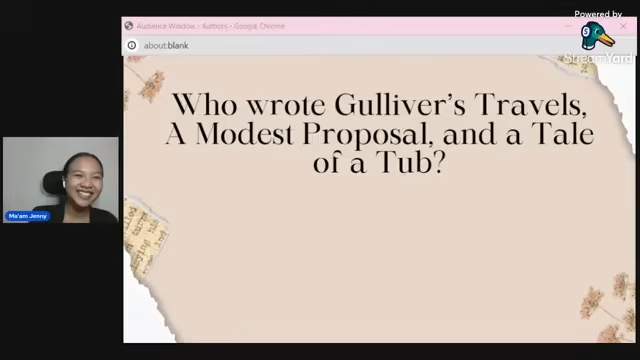 Powered by
StreamYard
Audience Window - Authors - Google Chrome
about:blank
Who wrote Gulliver's Travels,
A Modest Proposal, and a Tale
of a Tub?
Ma'am Jenny